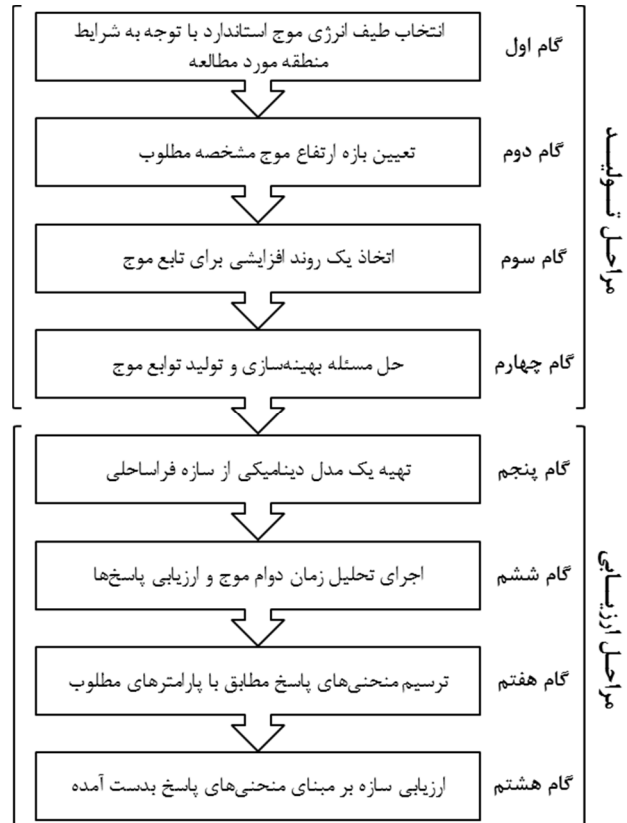 مراحل تولید
گام اول
انتخاب طیف انرژی موج استاندارد با توجه به شرایط
منطقه مورد مطالعه
گام دوم
تعیین بازه ارتفاع موج مشخصه مطلوب
گام سوم
اتخاذ یک روند افزایشی برای تابع موج
گام چهارم
حل مسئله بهینه‌سازی و تولید توابع موج
مراحل ارزیابی
گام پنجم
تهیه یک مدل دینامیکی از سازه فراساحلی
گام ششم
اجرای تحلیل زمان دوام موج و ارزیابی پاسخ‌ها
گام هفتم
ترسیم منحنی‌های پاسخ مطابق با پارامترهای مطلوب
گام هشتم
ارزیابی سازه بر مبنای منحنی‌های پاسخ بدست آمده